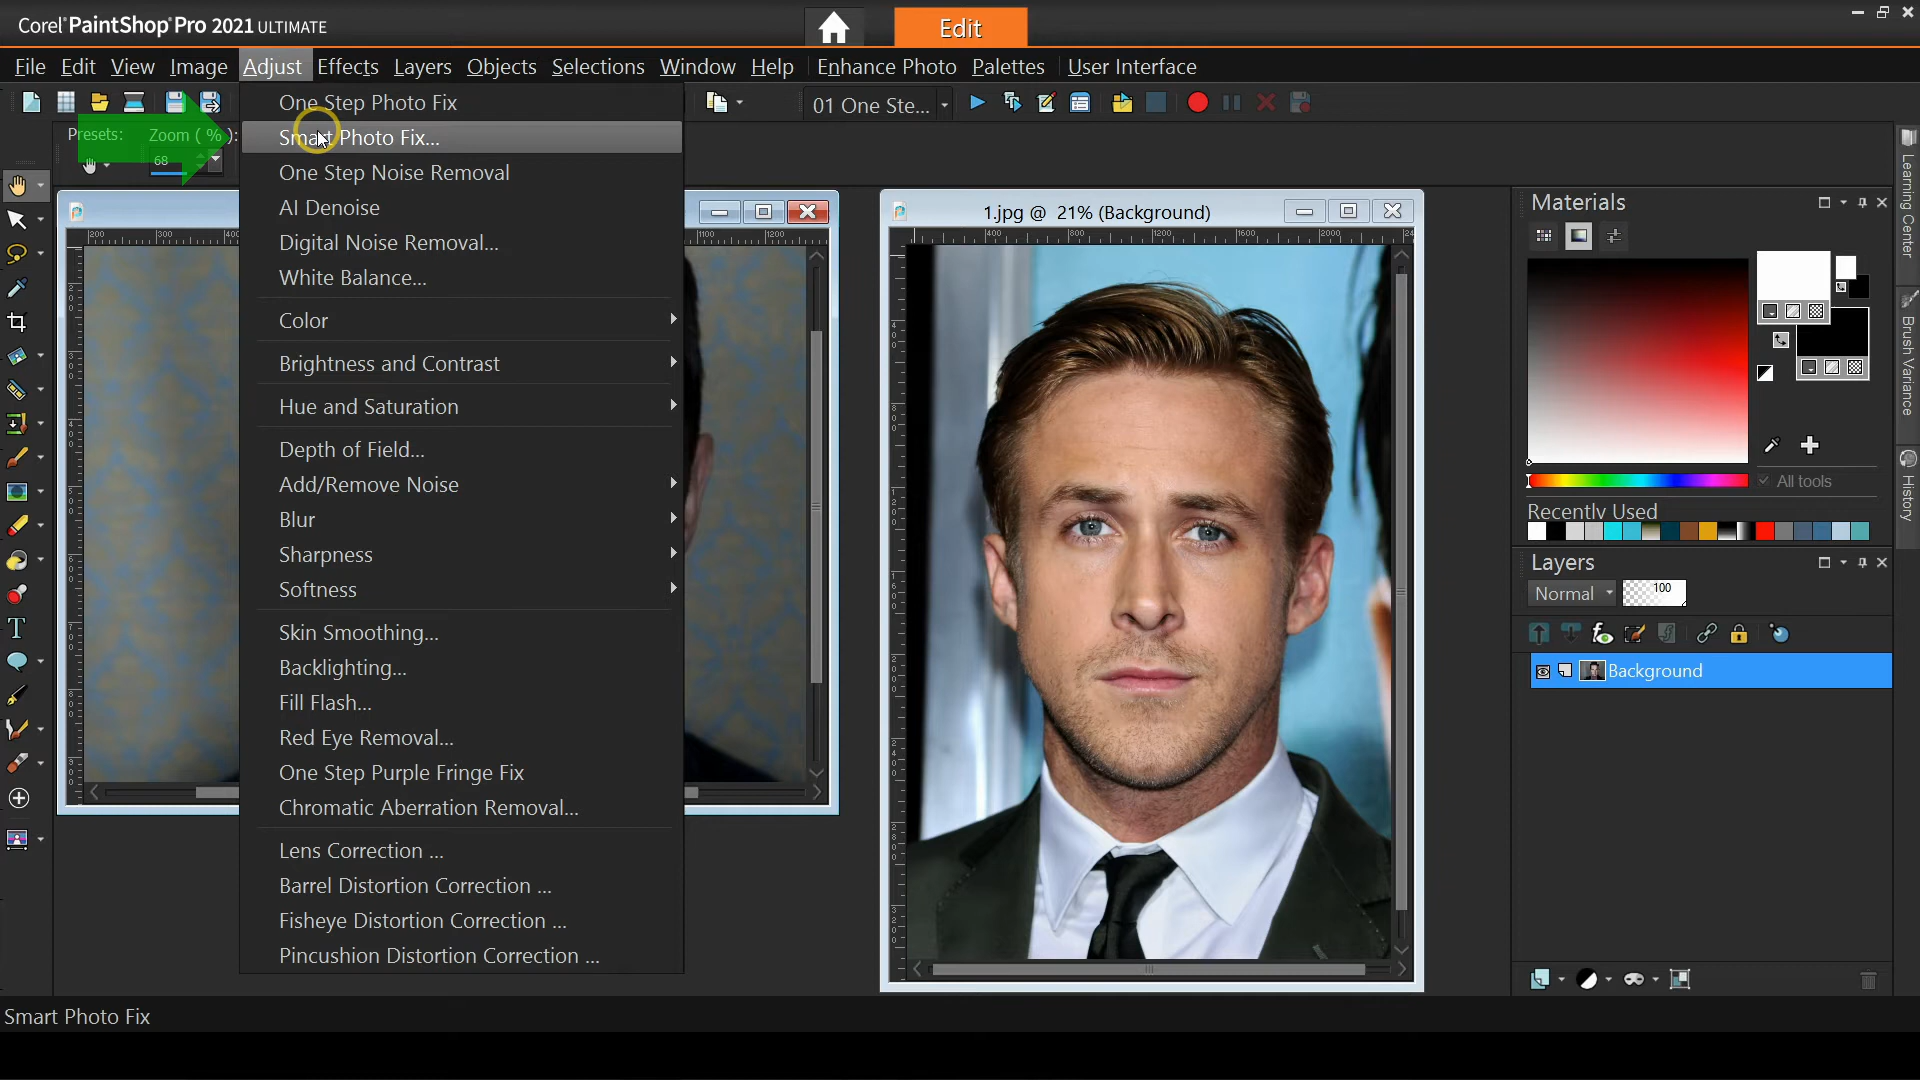 Corel® PaintShop Pro 2021 ULTIMATE
Edit
File Edit View Image Adjust Effects Layers Objects Selections Window Help Enhance Photo Palettes User Interface
01 One Ste...
Presets: Zoom ( % ):
68
One Step Photo Fix
Smart Photo Fix...
One Step Noise Removal
AI Denoise
Digital Noise Removal...
White Balance...
Color
Brightness and Contrast
Hue and Saturation
Depth of Field...
Add/Remove Noise
Blur
Sharpness
Softness
Skin Smoothing...
Backlighting...
Fill Flash...
Red Eye Removal...
One Step Purple Fringe Fix
Chromatic Aberration Removal...
Lens Correction ...
Barrel Distortion Correction ...
Fisheye Distortion Correction ...
Pincushion Distortion Correction ...
1.jpg @ 21% (Background)
Materials
All tools
Recently Used
Layers
Normal 100
Background
Learning Center
Brush Variance
History
Smart Photo Fix